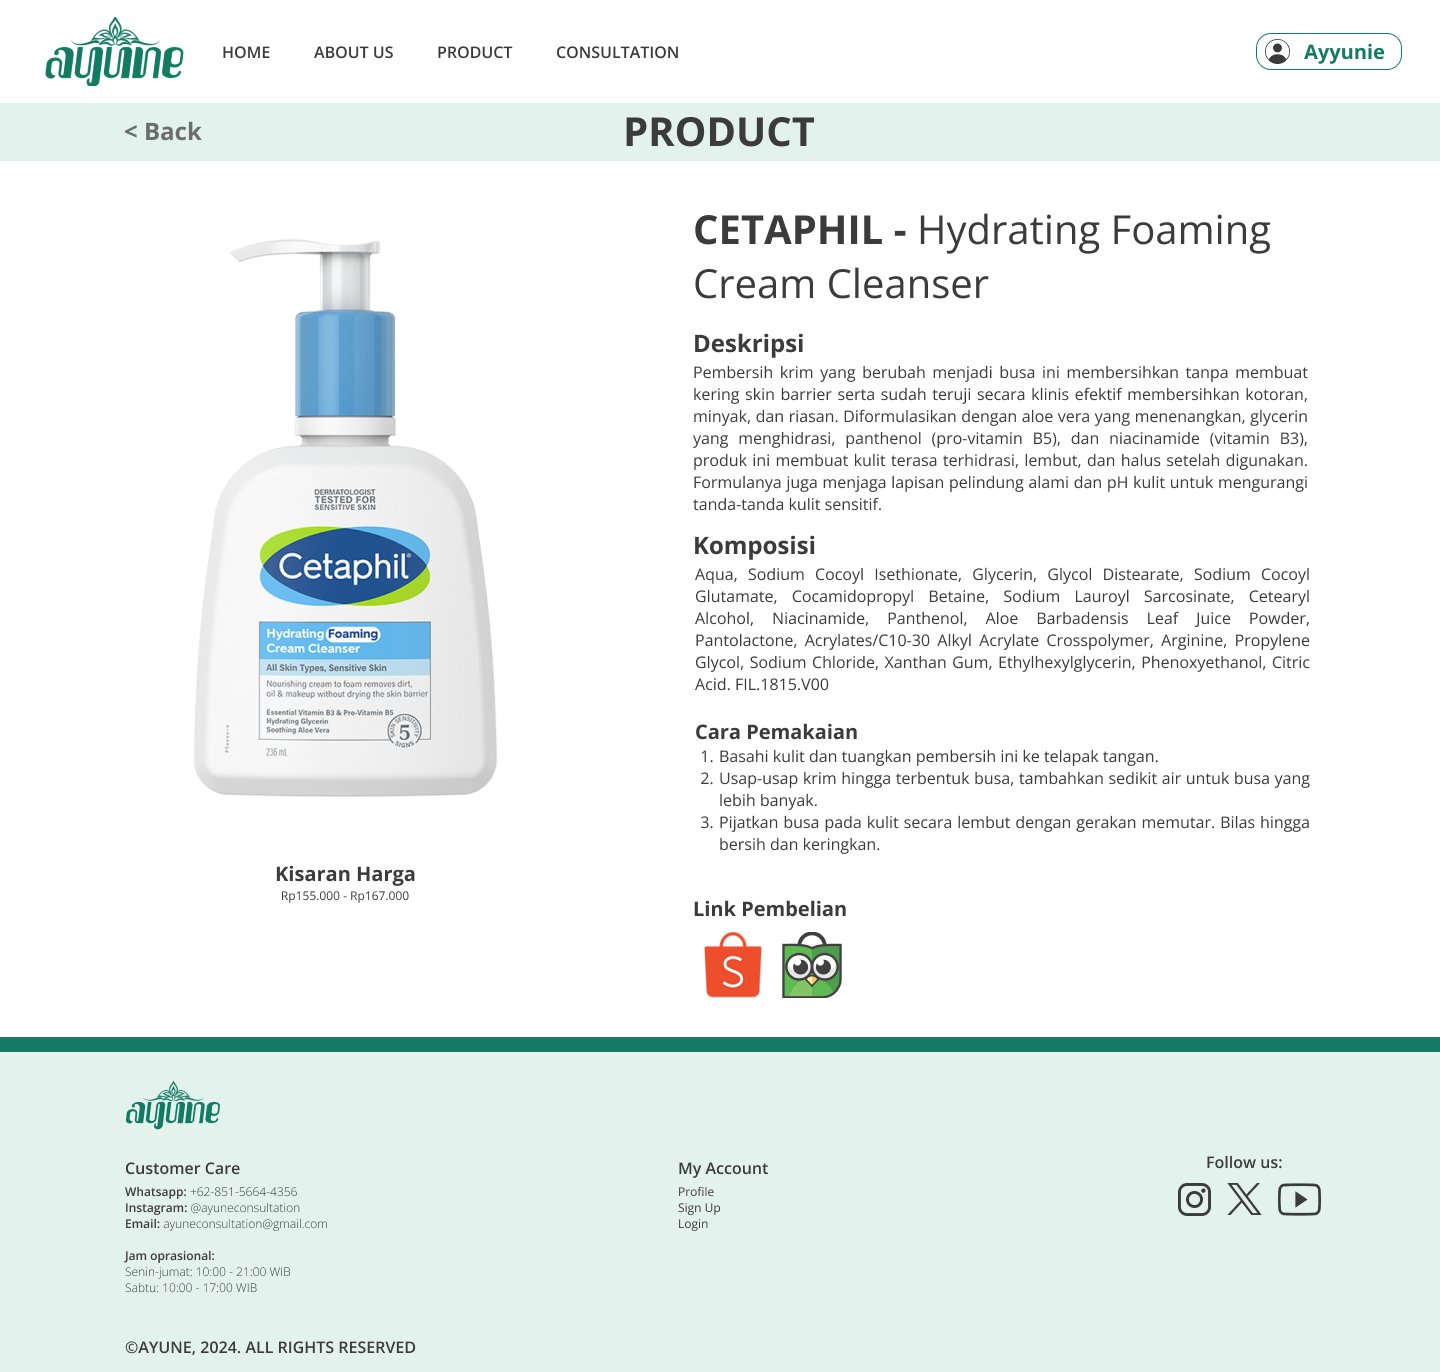 ayune
HOME ABOUT US PRODUCT CONSULTATION
Ayyunie
< Back
PRODUCT
CETAPHIL - Hydrating Foaming
Cream Cleanser
Deskripsi
Pembersih krim yang berubah menjadi busa ini membersihkan tanpa membuat
kering skin barrier serta sudah teruji secara klinis efektif membersihkan kotoran,
minyak, dan riasan. Diformulasikan dengan aloe vera yang menenangkan, glycerin
yang menghidrasi, panthenol (pro-vitamin B5), dan niacinamide (vitamin B3),
produk ini membuat kulit terasa terhidrasi, lembut, dan halus setelah digunakan.
Formulanya juga menjaga lapisan pelindung alami dan pH kulit untuk mengurangi
tanda-tanda kulit sensitif.
Komposisi
Aqua, Sodium Cocoyl Isethionate, Glycerin, Glycol Distearate, Sodium Cocoyl
Glutamate, Cocamidopropyl Betaine, Sodium Lauroyl Sarcosinate, Cetearyl
Alcohol, Niacinamide, Panthenol, Aloe Barbadensis Leaf Juice Powder,
Pantolactone, Acrylates/C10-30 Alkyl Acrylate Crosspolymer, Arginine, Propylene
Glycol, Sodium Chloride, Xanthan Gum, Ethylhexylglycerin, Phenoxyethanol, Citric
Acid. FIL.1815.V00
Cara Pemakaian
1. Basahi kulit dan tuangkan pembersih ini ke telapak tangan.
2. Usap-usap krim hingga terbentuk busa, tambahkan sedikit air untuk busa yang
lebih banyak.
3. Pijatkan busa pada kulit secara lembut dengan gerakan memutar. Bilas hingga
bersih dan keringkan.
Link Pembelian
S
DERMATOLOGIST
TESTED FOR
SENSITIVE SKIN
Cetaphil®
Hydrating Foaming
Cream Cleanser
All Skin Types, Sensitive Skin
Nourishing cream to foam removes dirt,
oil & makeup without drying the skin barrier
Essential Vitamin B3 & Pro-Vitamin B5
Hydrating Glycerin
Soothing Aloe Vera
SKIN SENSITIVITY
5
SIGNS
236 mL
Kisaran Harga
Rp155.000 - Rp167.000
ayune
Customer Care
Whatsapp: +62-851-5664-4356
Instagram: @ayuneconsultation
Email: ayuneconsultation@gmail.com
Jam oprasional:
Senin-jumat: 10:00 - 21:00 WIB
Sabtu: 10:00 - 17:00 WIB
My Account
Profile
Sign Up
Login
Follow us:
©AYUNE, 2024. ALL RIGHTS RESERVED